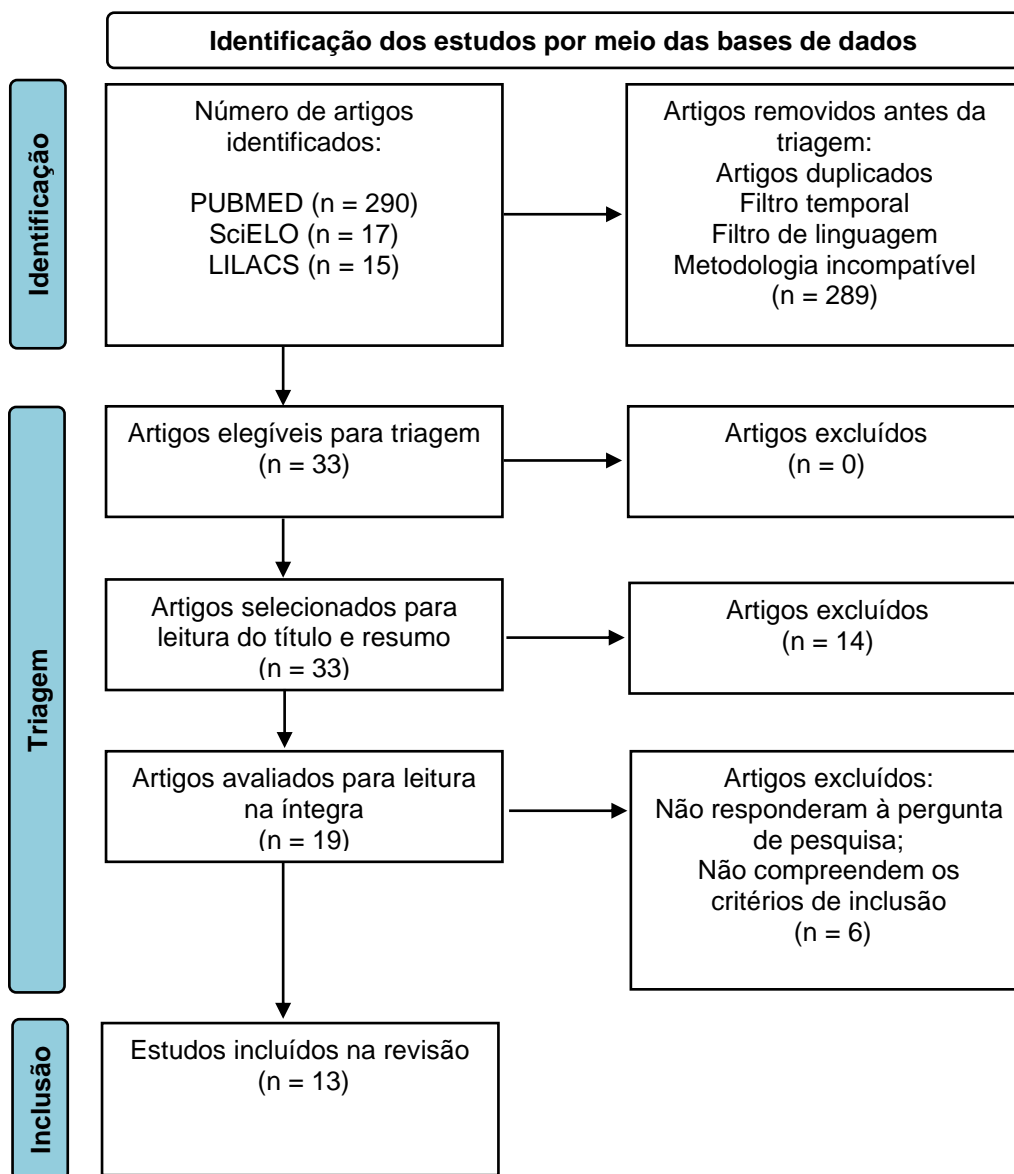 Identificação dos estudos por meio das bases de dados
Identificação
Número de artigos
identificados:
PUBMED (n = 290)
SciELO (n = 17)
LILACS (n = 15)
Artigos removidos antes da
triagem:
Artigos duplicados
Filtro temporal
Filtro de linguagem
Metodologia incompatível
(n = 289)
Triagem
Artigos elegíveis para triagem
(n = 33)
Artigos excluídos
(n = 0)
Artigos selecionados para
leitura do título e resumo
(n = 33)
Artigos excluídos
(n = 14)
Artigos avaliados para leitura
na íntegra
(n = 19)
Artigos excluídos:
Não responderam à pergunta
de pesquisa;
Não compreendem os
critérios de inclusão
(n = 6)
Inclusão
Estudos incluídos na revisão
(n = 13)